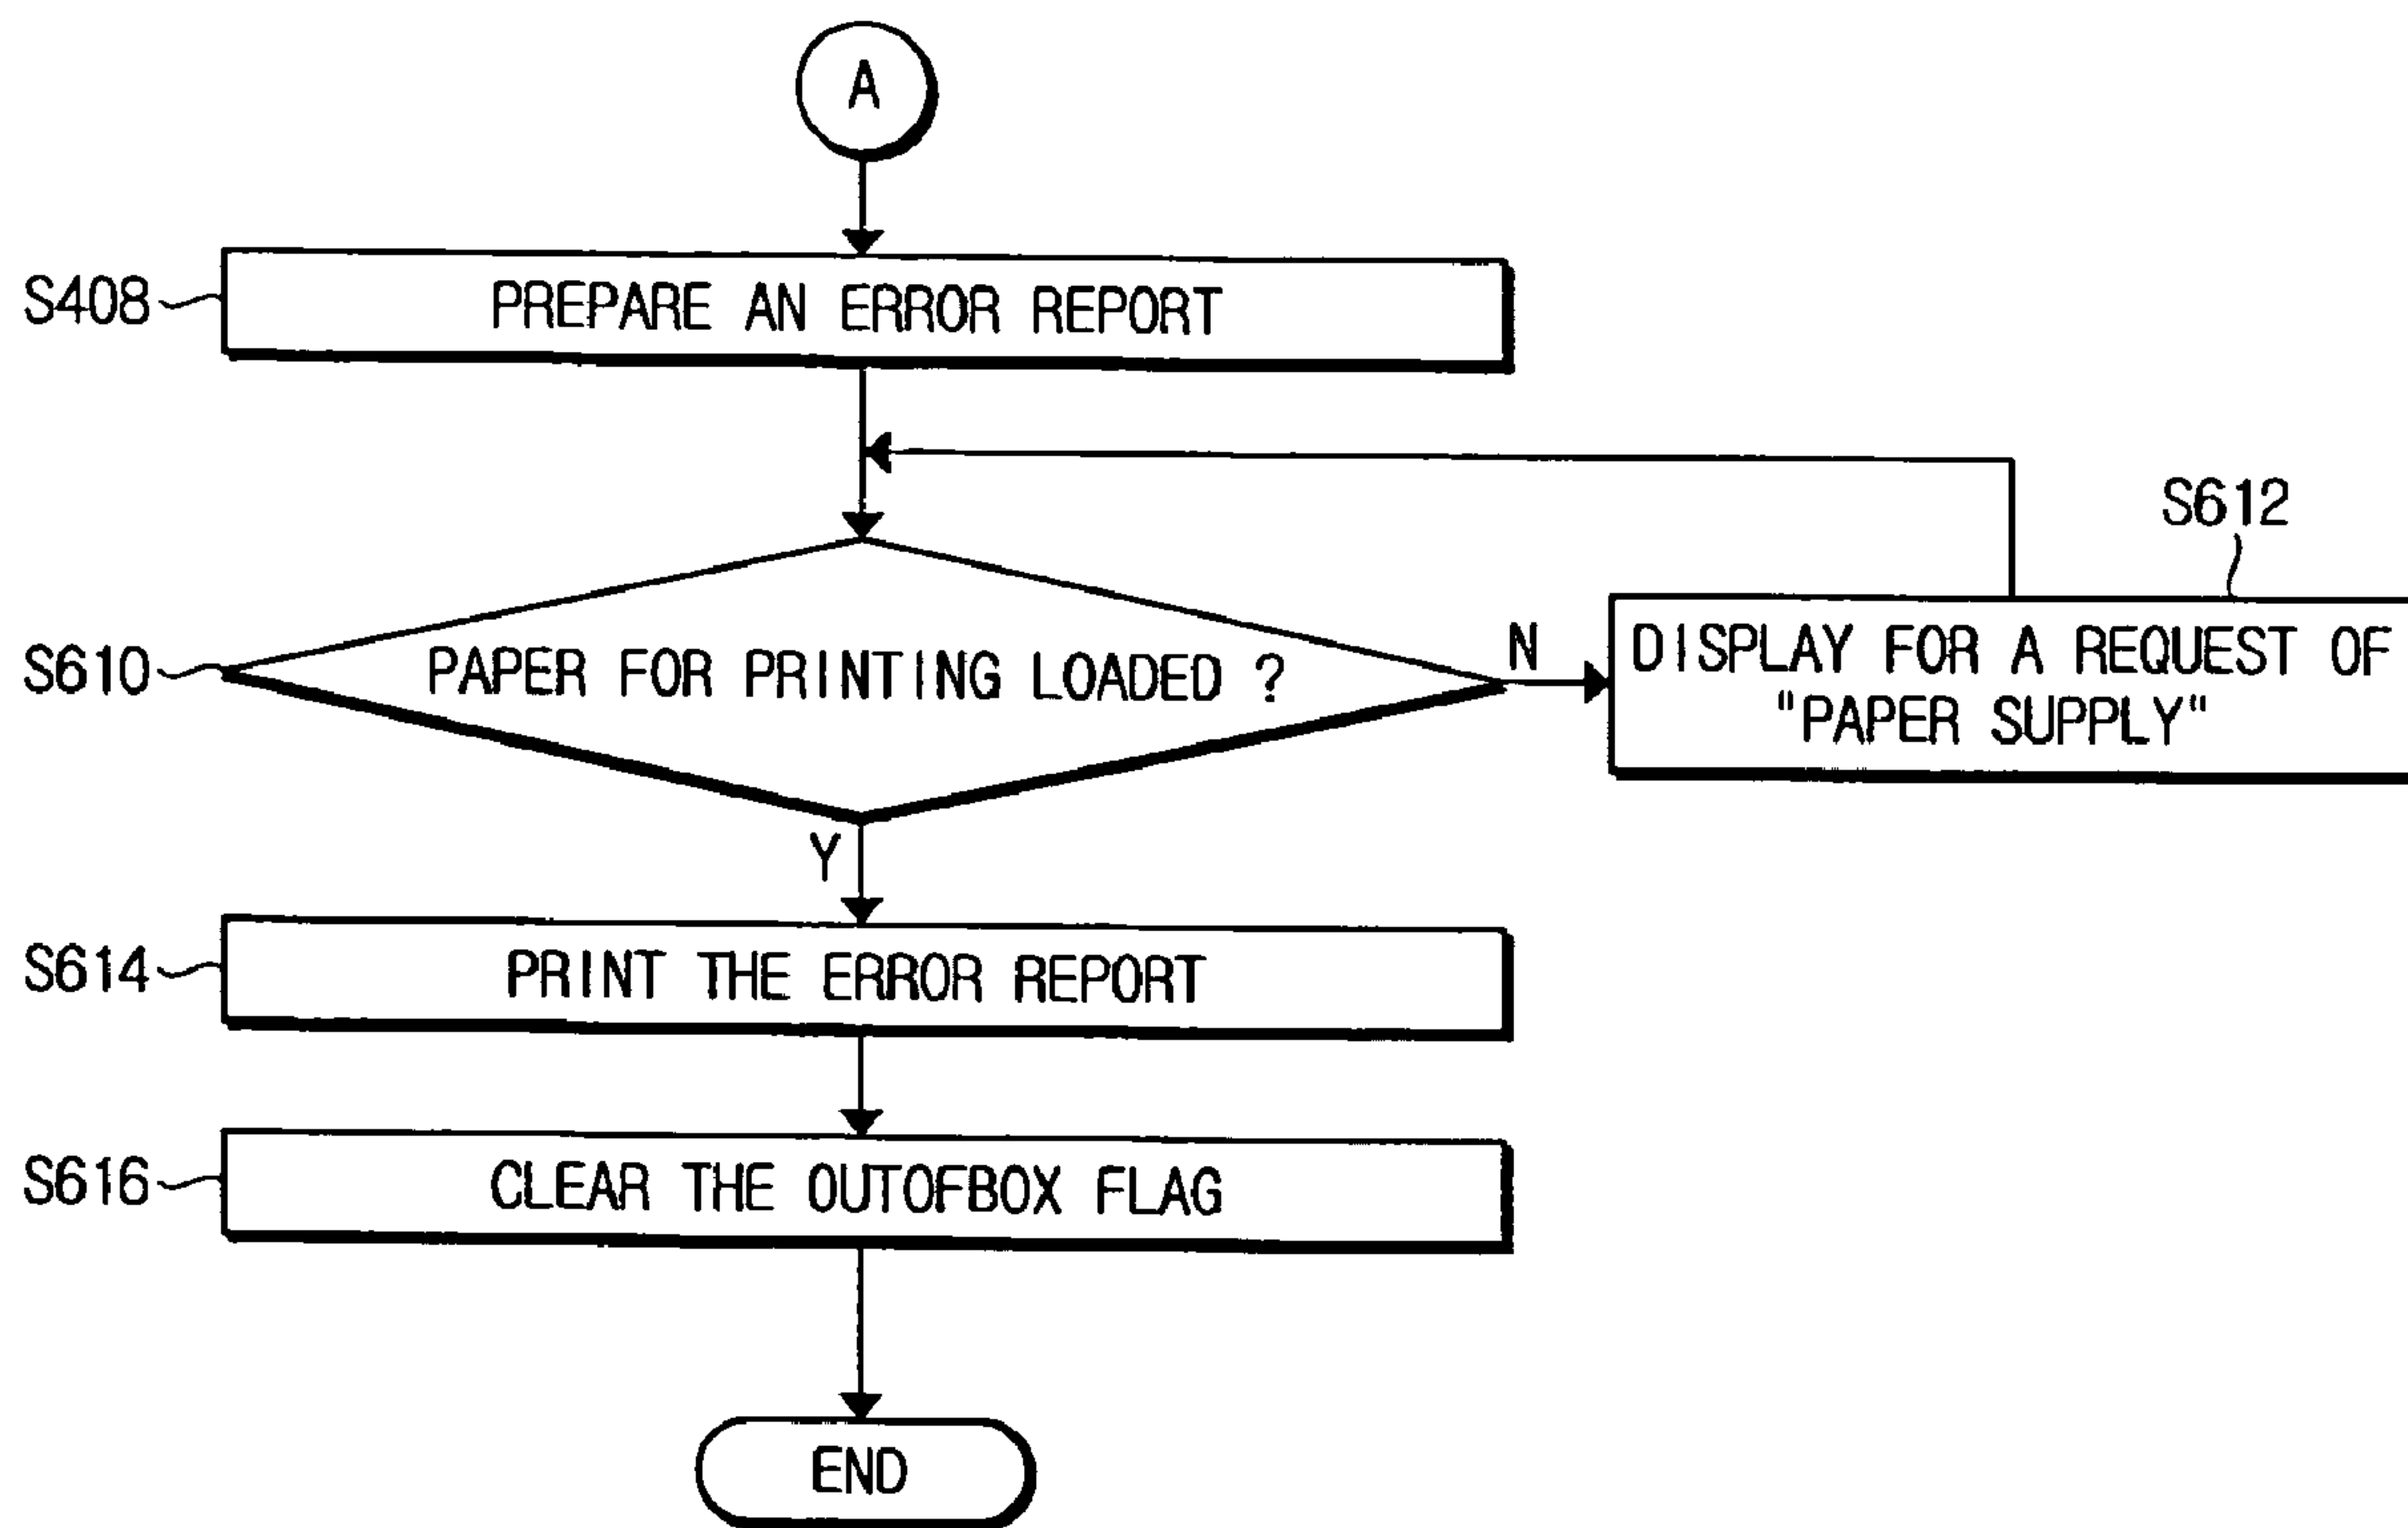 A
S408
PREPARE AN ERROR REPORT
S612
S610
PAPER FOR PRINTING LOADED ?
N
DISPLAY FOR A REQUEST OF
"PAPER SUPPLY"
Y
S614
PRINT THE ERROR REPORT
S616
CLEAR THE OUTOFBOX FLAG
END